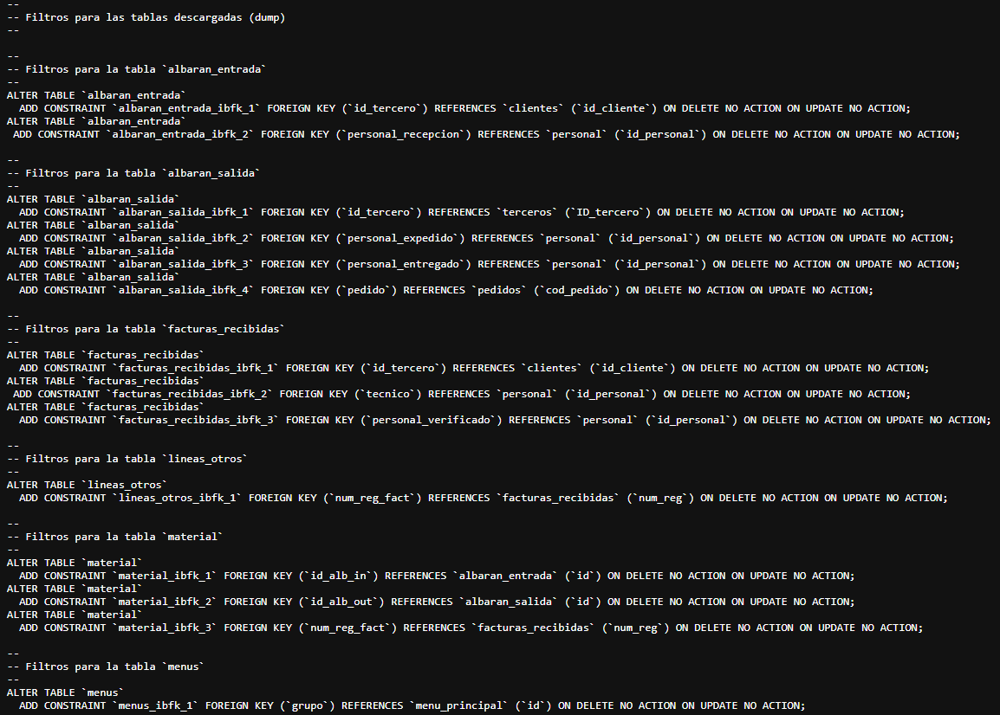 --
-- Filtros para las tablas descargadas (dump)
--
--
-- Filtros para la tabla `albaran_entrada`
--
ALTER TABLE `albaran_entrada`
  ADD CONSTRAINT `albaran_entrada_ibfk_1` FOREIGN KEY (`id_tercero`) REFERENCES `clientes` (`id_cliente`) ON DELETE NO ACTION ON UPDATE NO ACTION;
ALTER TABLE `albaran_entrada`
 ADD CONSTRAINT `albaran_entrada_ibfk_2` FOREIGN KEY (`personal_recepcion`) REFERENCES `personal` (`id_personal`) ON DELETE NO ACTION ON UPDATE NO ACTION;
--
-- Filtros para la tabla `albaran_salida`
--
ALTER TABLE `albaran_salida`
  ADD CONSTRAINT `albaran_salida_ibfk_1` FOREIGN KEY (`id_tercero`) REFERENCES `terceros` (`ID_tercero`) ON DELETE NO ACTION ON UPDATE NO ACTION;
ALTER TABLE `albaran_salida`
  ADD CONSTRAINT `albaran_salida_ibfk_2` FOREIGN KEY (`personal_expedido`) REFERENCES `personal` (`id_personal`) ON DELETE NO ACTION ON UPDATE NO ACTION;
ALTER TABLE `albaran_salida`
  ADD CONSTRAINT `albaran_salida_ibfk_3` FOREIGN KEY (`personal_entregado`) REFERENCES `personal` (`id_personal`) ON DELETE NO ACTION ON UPDATE NO ACTION;
ALTER TABLE `albaran_salida`
  ADD CONSTRAINT `albaran_salida_ibfk_4` FOREIGN KEY (`pedido`) REFERENCES `pedidos` (`cod_pedido`) ON DELETE NO ACTION ON UPDATE NO ACTION;
--
-- Filtros para la tabla `facturas_recibidas`
--
ALTER TABLE `facturas_recibidas`
  ADD CONSTRAINT `facturas_recibidas_ibfk_1` FOREIGN KEY (`id_tercero`) REFERENCES `clientes` (`id_cliente`) ON DELETE NO ACTION ON UPDATE NO ACTION;
ALTER TABLE `facturas_recibidas`
 ADD CONSTRAINT `facturas_recibidas_ibfk_2` FOREIGN KEY (`tecnico`) REFERENCES `personal` (`id_personal`) ON DELETE NO ACTION ON UPDATE NO ACTION;
ALTER TABLE `facturas_recibidas`
  ADD CONSTRAINT `facturas_recibidas_ibfk_3` FOREIGN KEY (`personal_verificado`) REFERENCES `personal` (`id_personal`) ON DELETE NO ACTION ON UPDATE NO ACTION;
--
-- Filtros para la tabla `lineas_otros`
--
ALTER TABLE `lineas_otros`
  ADD CONSTRAINT `lineas_otros_ibfk_1` FOREIGN KEY (`num_reg_fact`) REFERENCES `facturas_recibidas` (`num_reg`) ON DELETE NO ACTION ON UPDATE NO ACTION;
--
-- Filtros para la tabla `material`
--
ALTER TABLE `material`
  ADD CONSTRAINT `material_ibfk_1` FOREIGN KEY (`id_alb_in`) REFERENCES `albaran_entrada` (`id`) ON DELETE NO ACTION ON UPDATE NO ACTION;
ALTER TABLE `material`
  ADD CONSTRAINT `material_ibfk_2` FOREIGN KEY (`id_alb_out`) REFERENCES `albaran_salida` (`id`) ON DELETE NO ACTION ON UPDATE NO ACTION;
ALTER TABLE `material`
  ADD CONSTRAINT `material_ibfk_3` FOREIGN KEY (`num_reg_fact`) REFERENCES `facturas_recibidas` (`num_reg`) ON DELETE NO ACTION ON UPDATE NO ACTION;
--
-- Filtros para la tabla `menus`
--
ALTER TABLE `menus`
  ADD CONSTRAINT `menus_ibfk_1` FOREIGN KEY (`grupo`) REFERENCES `menu_principal` (`id`) ON DELETE NO ACTION ON UPDATE NO ACTION;